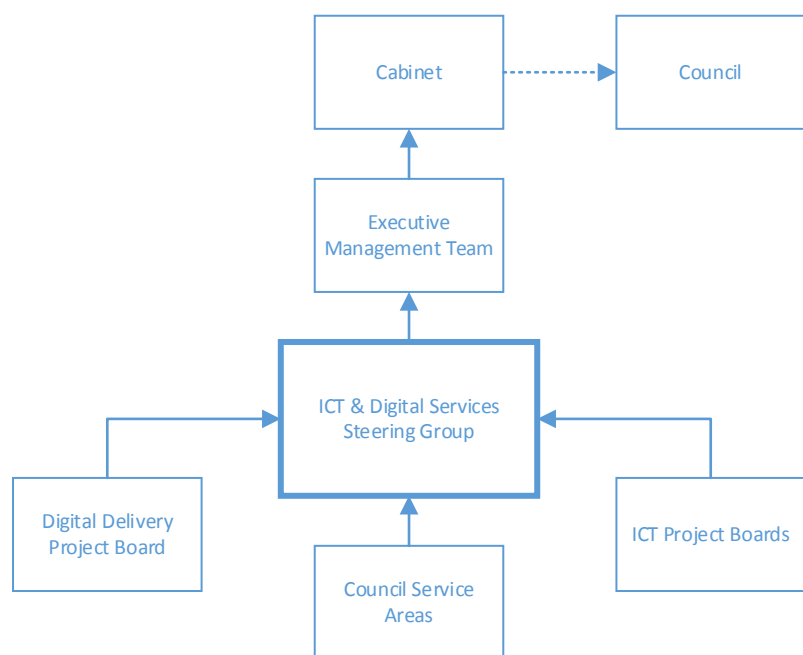 Cabinet
Council
Executive
Management Team
ICT & Digital Services
Steering Group
Digital Delivery
Project Board
ICT Project Boards
Council Service
Areas